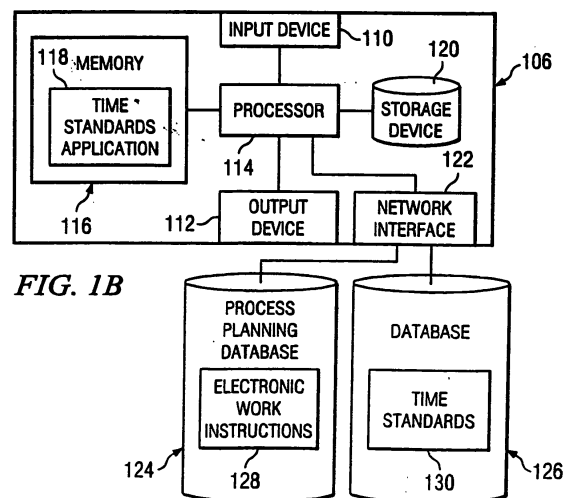 INPUT DEVICE
110
118
MEMORY
TIME
STANDARDS
APPLICATION
116
PROCESSOR
114
120
STORAGE
DEVICE
106
122
112
OUTPUT
DEVICE
NETWORK
INTERFACE
FIG. 1B
PROCESS
PLANNING
DATABASE
ELECTRONIC
WORK
INSTRUCTIONS
124
128
DATABASE
TIME
STANDARDS
130
126